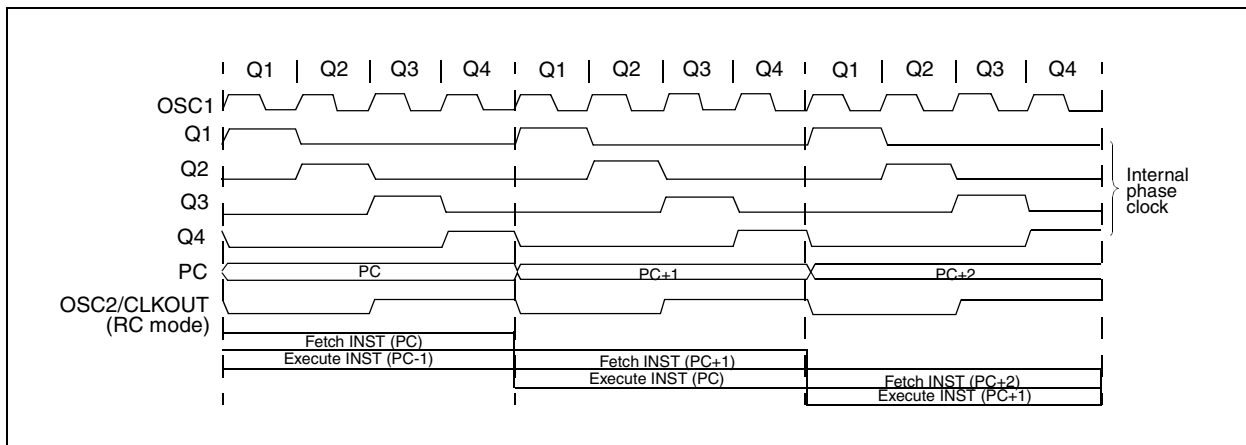 Q1 Q2 Q3 Q4 Q1 Q2 Q3 Q4 Q1 Q2 Q3 Q4
OSC1
Q1
Q2
Q3
Q4
Internal
phase
clock
PC
PC PC+1 PC+2
OSC2/CLKOUT
(RC mode)
Fetch INST (PC)
Execute INST (PC-1) Fetch INST (PC+1)
Execute INST (PC) Fetch INST (PC+2)
Execute INST (PC+1)